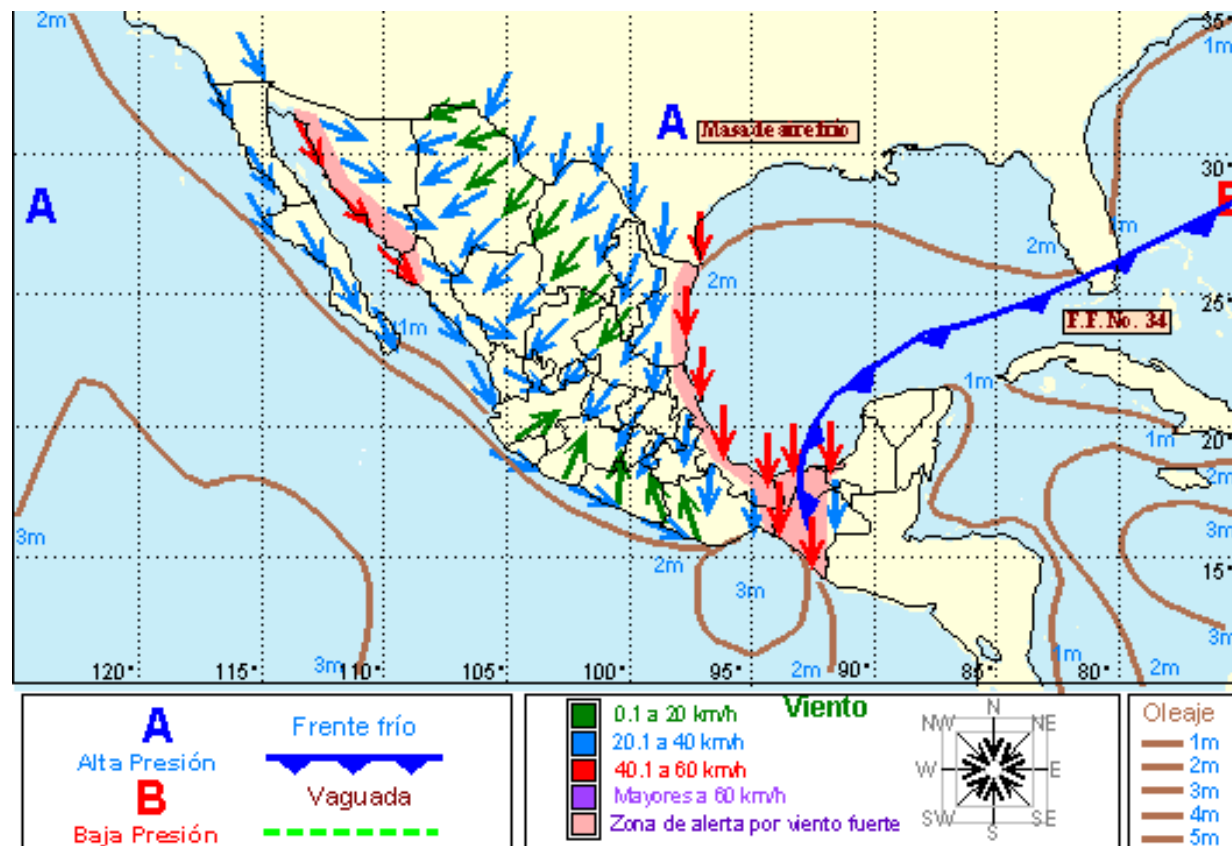 2m
35°
1m
A
Masa de aire frío
30°
A
B
2m
1m
2m
25°
F.F. No. 34
1m
1m
1m
20°
2m
3m
3m
2m
3m
15°
3m
3m
1m
2m
2m
120°
115°
110°
105°
100°
95°
90°
85°
80°
A
Alta Presión
Frente frío
B
Baja Presión
Vaguada
Viento
0.1 a 20 km/h
20.1 a 40 km/h
40.1 a 60 km/h
Mayores a 60 km/h
Zona de alerta por viento fuerte
N
NW
NE
W
E
SW
SE
S
Oleaje
1m
2m
3m
4m
5m